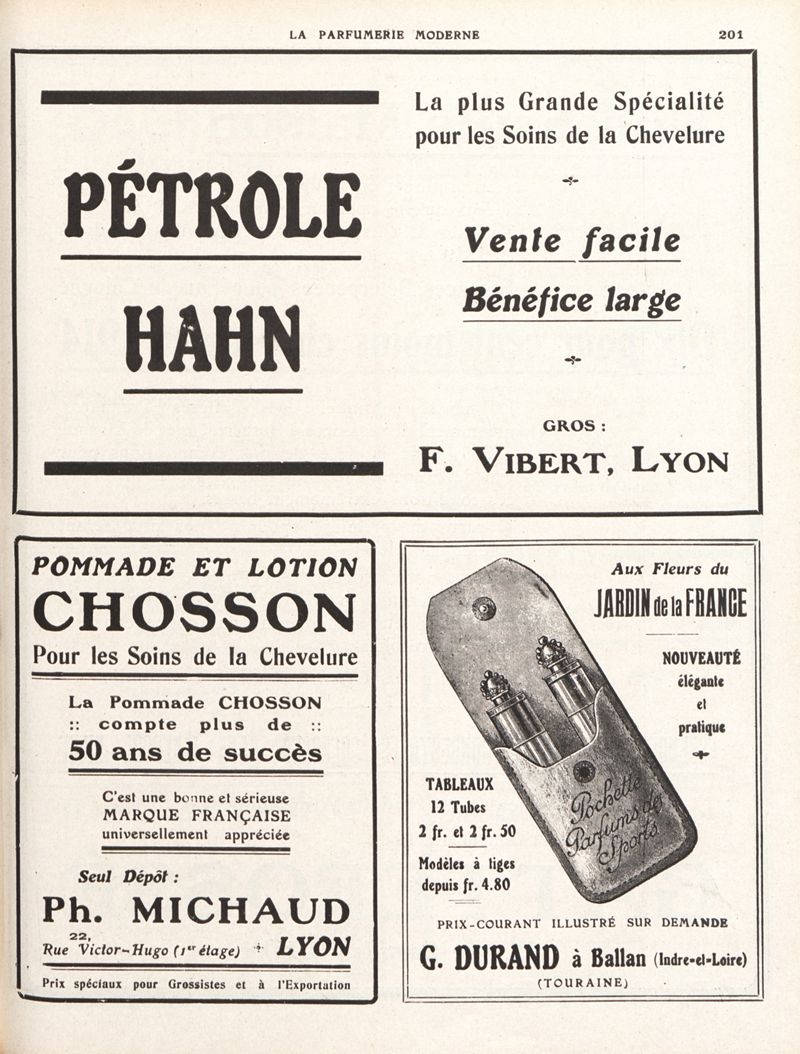 LA PARFUMERIE MODERNE 201
PÉTROLE
HAHN
La plus Grande Spécialité
pour les Soins de la Chevelure
Vente facile
Bénéfice large
GROS :
F. VIBERT, LYON
POMMADE ET LOTION
CHOSSON
Pour les Soins de la Chevelure
La Pommade CHOSSON
:: compte plus de ::
50 ans de succès
C'est une bonne et sérieuse
MARQUE FRANÇAISE
universellement appréciée
Seul Dépôt :
Ph. MICHAUD
22, Rue Victor-Hugo (1er étage) LYON
Prix spéciaux pour Grossistes et à l'Exportation
Aux Fleurs du
JARDIN de la FRANCE
NOUVEAUTÉ
élégante
et
pratique
Pochette
Parfums des
Sports
TABLEAUX
12 Tubes
2 fr. et 2 fr. 50
Modèles à tiges
depuis fr. 4.80
PRIX-COURANT ILLUSTRÉ SUR DEMANDE
G. DURAND à Ballan (Indre-et-Loire)
(TOURAINE)